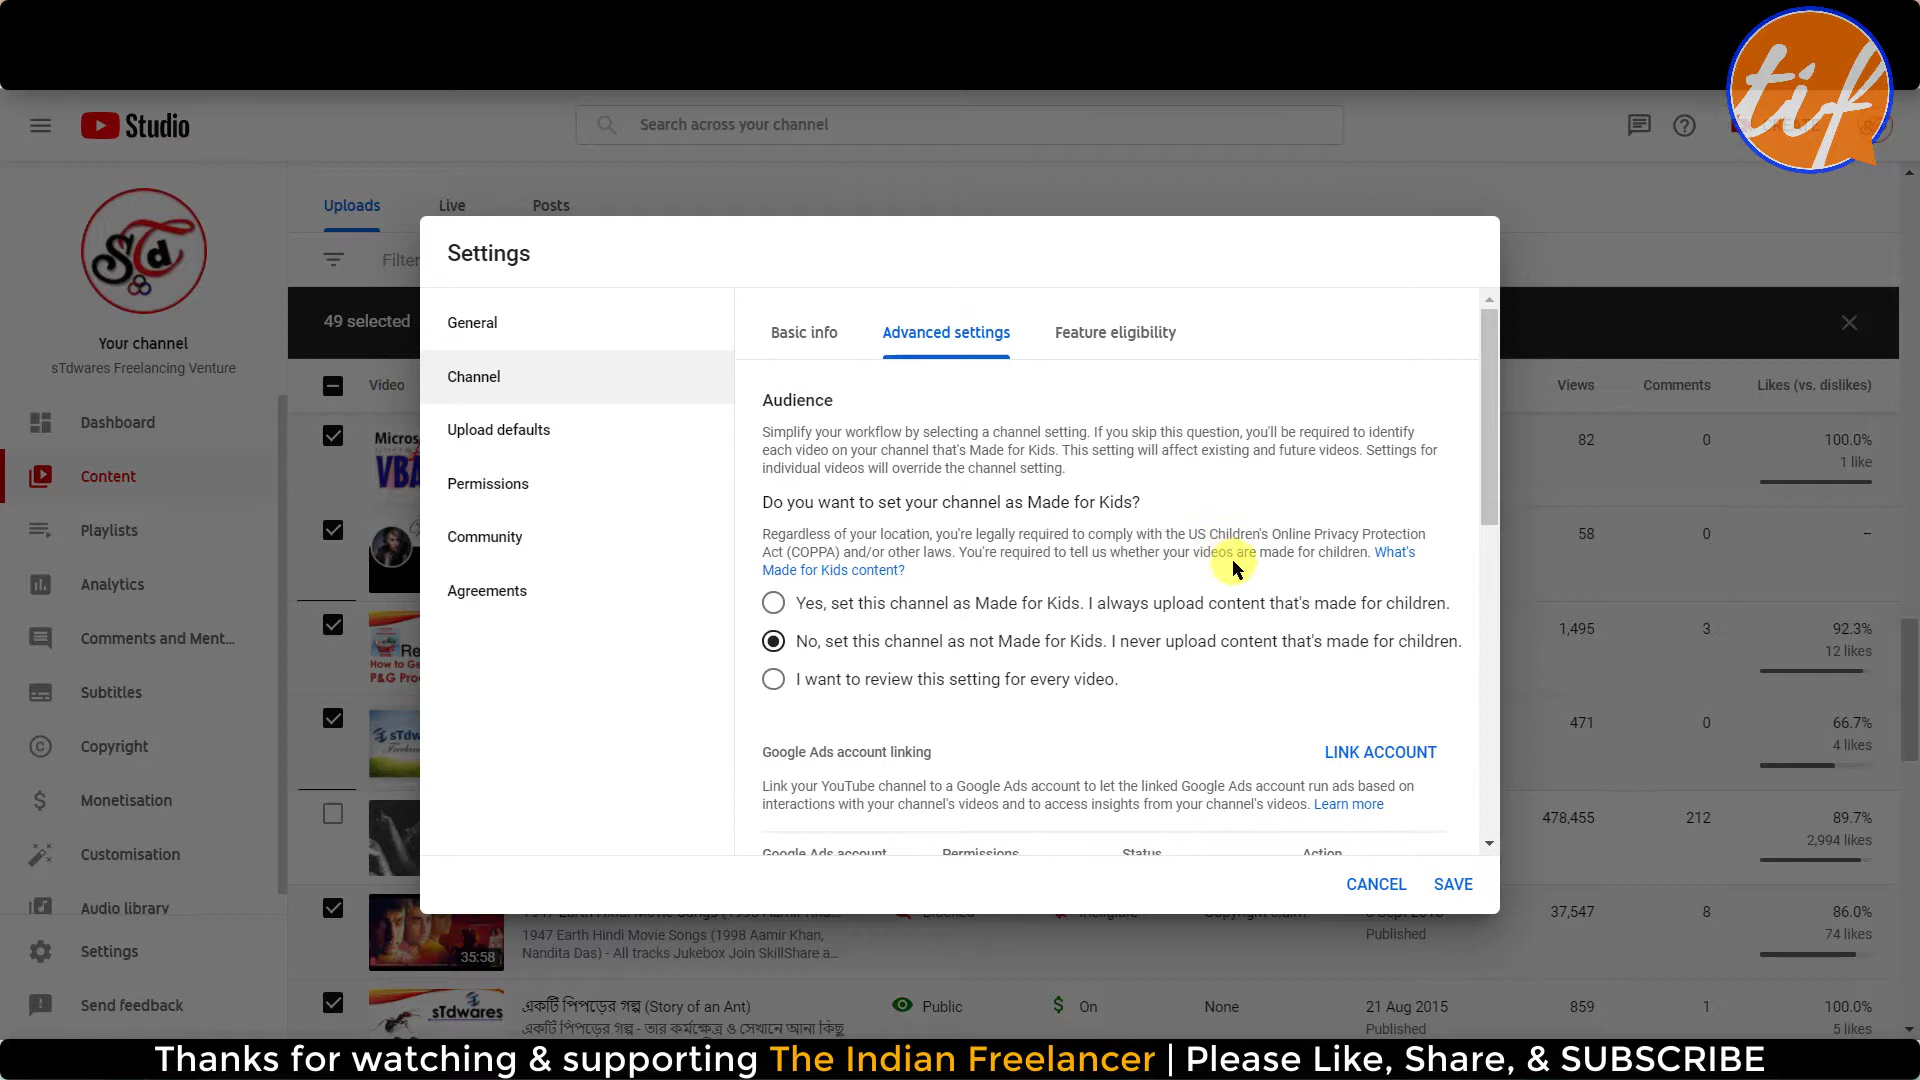 tif
Studio
Search across your channel
Your channel
sTdwares Freelancing Venture
Dashboard
Content
Playlists
Analytics
Comments and Ment...
Subtitles
Copyright
Monetisation
Customisation
Audio library
Settings
Send feedback
Uploads
Live
Posts
Filter
49 selected
Video
Views
Comments
Likes (vs. dislikes)
Settings
General
Channel
Upload defaults
Permissions
Community
Agreements
Basic info
Advanced settings
Feature eligibility
Audience
Simplify your workflow by selecting a channel setting. If you skip this question, you'll be required to identify
each video on your channel that's Made for Kids. This setting will affect existing and future videos. Settings for
individual videos will override the channel setting.
Do you want to set your channel as Made for Kids?
Regardless of your location, you're legally required to comply with the US Children's Online Privacy Protection
Act (COPPA) and/or other laws. You're required to tell us whether your videos are made for children. What's
Made for Kids content?
Yes, set this channel as Made for Kids. I always upload content that's made for children.
No, set this channel as not Made for Kids. I never upload content that's made for children.
I want to review this setting for every video.
Google Ads account linking
LINK ACCOUNT
Link your YouTube channel to a Google Ads account to let the linked Google Ads account run ads based on
interactions with your channel's videos and to access insights from your channel's videos. Learn more
Google Ads account
Permissions
Status
Action
CANCEL
SAVE
82
0
100.0%
1 like
58
0
–
1,495
3
92.3%
12 likes
471
0
66.7%
4 likes
478,455
212
89.7%
2,994 likes
35:58
1947 Earth Hindi Movie Songs (1998 Aamir Khan,
Nandita Das) - All tracks Jukebox Join SkillShare a...
Published
37,547
8
86.0%
74 likes
sTdwares
একটি পিপড়ের গল্প (Story of an Ant)
একটি পিপড়ের গল্প - তার কর্মক্ষেত্র ও সেখানে আনা কিছু
Public
On
None
21 Aug 2015
Published
859
1
100.0%
5 likes
Thanks for watching & supporting The Indian Freelancer | Please Like, Share, & SUBSCRIBE